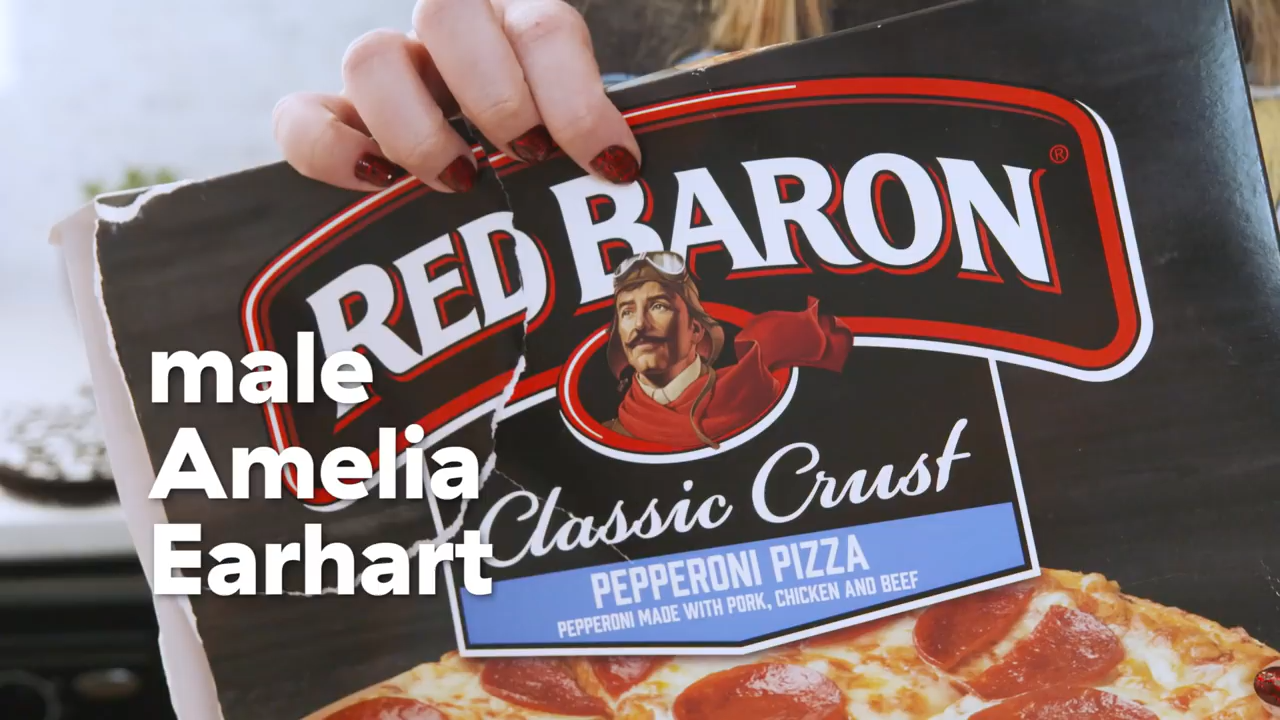 RED BARON®
male
Amelia
Earhart
Classic Crust
PEPPERONI PIZZA
PEPPERONI MADE WITH PORK, CHICKEN AND BEEF